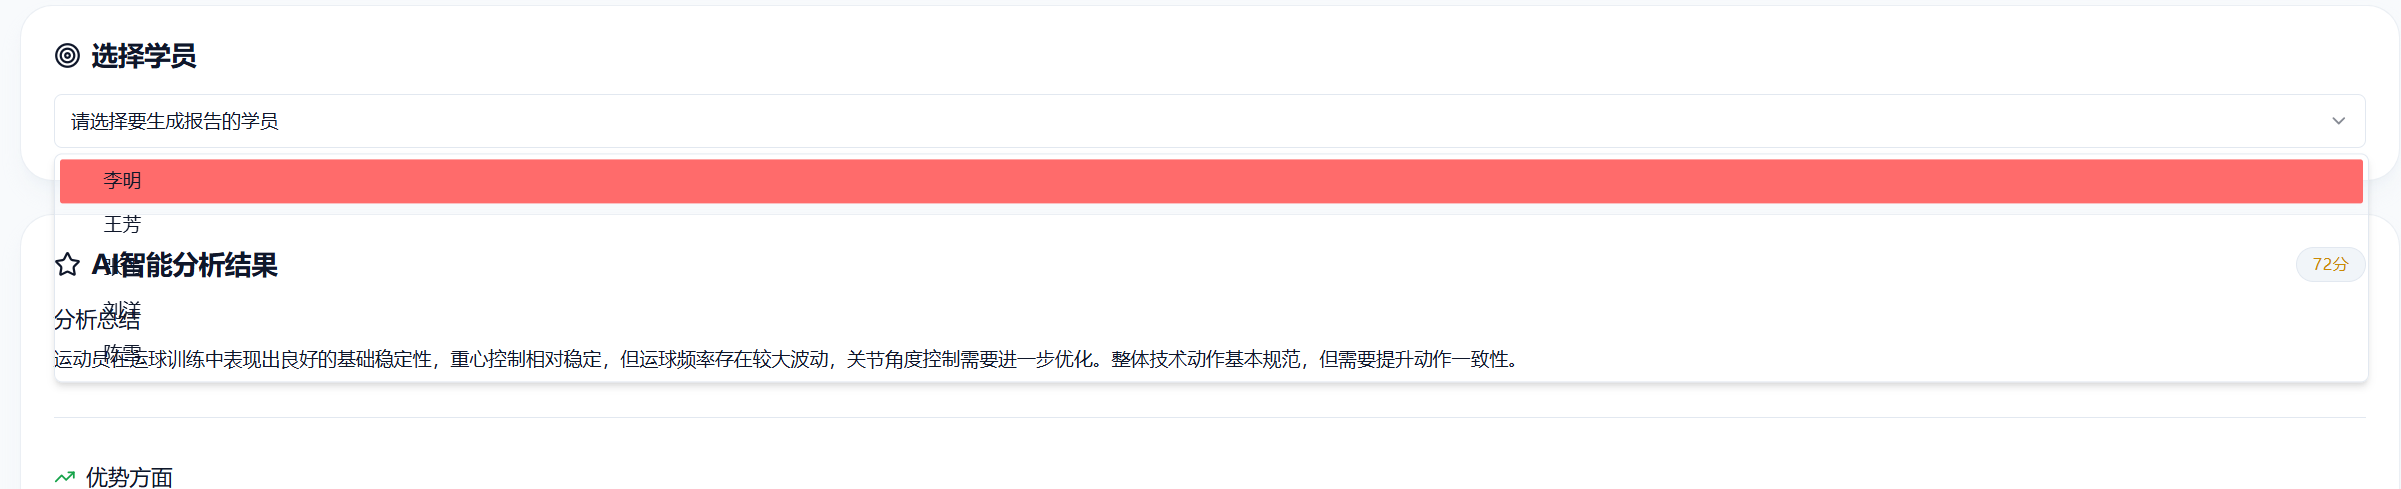 选择学员
请选择要生成报告的学员
李明
王芳
AI智能分析结果
72分
刘洋
分析总结
陈雪
运动员在运球训练中表现出良好的基础稳定性，重心控制相对稳定，但运球频率存在较大波动，关节角度控制需要进一步优化。整体技术动作基本规范，但需要提升动作一致性。
优势方面